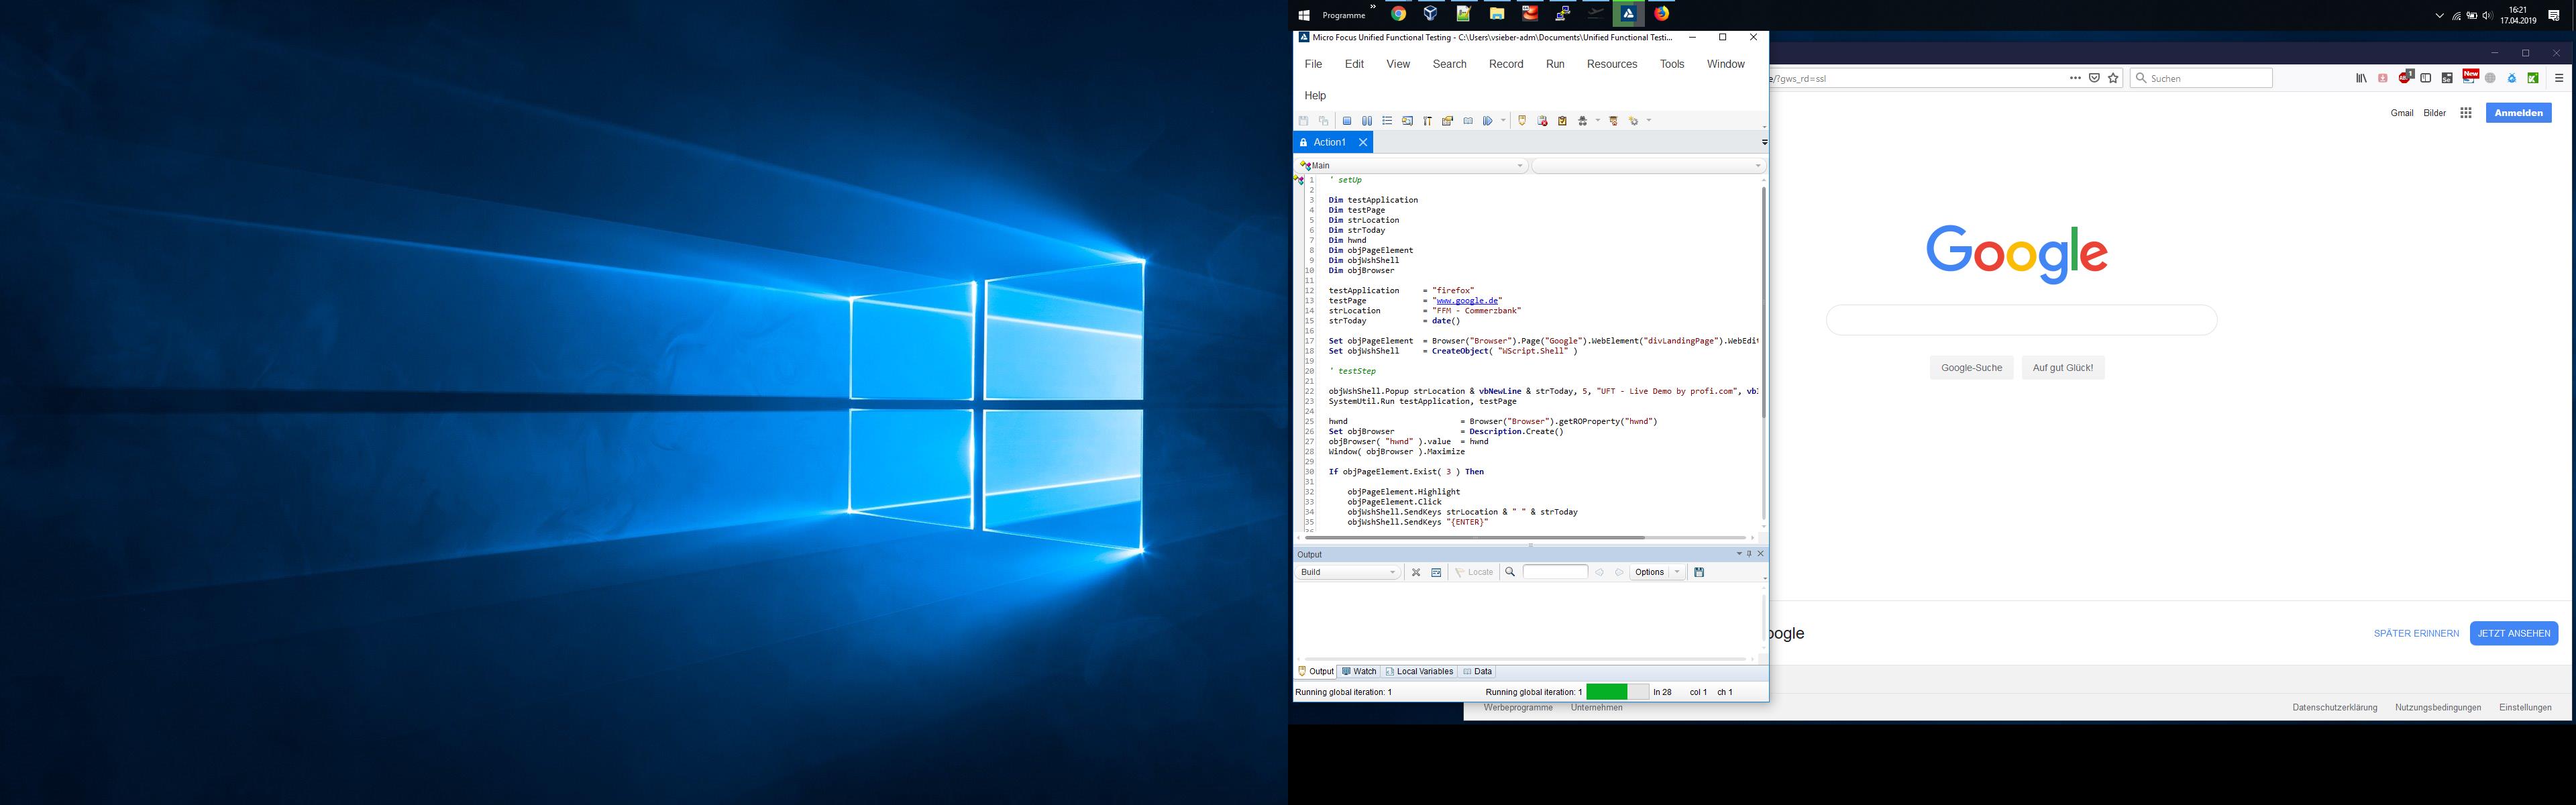 Programme
»
16:21
17.04.2019
Micro Focus Unified Functional Testing - C:\Users\vsieber-adm\Documents\Unified Functional Testi...
File Edit View Search Record Run Resources Tools Window
Help
Action1
Main
1 ' setUp
2
3 Dim testApplication
4 Dim testPage
5 Dim strLocation
6 Dim strToday
7 Dim hwnd
8 Dim objPageElement
9 Dim objWshShell
10 Dim objBrowser
11
12 testApplication = "firefox"
13 testPage = "www.google.de"
14 strLocation = "FFM - Commerzbank"
15 strToday = date()
16
17 Set objPageElement = Browser("Browser").Page("Google").WebElement("divLandingPage").WebEdit
18 Set objWshShell = CreateObject( "WScript.Shell" )
19
20 ' testStep
21
22 objWshShell.Popup strLocation & vbNewLine & strToday, 5, "UFT - Live Demo by profi.com", vb
23 SystemUtil.Run testApplication, testPage
24
25 hwnd = Browser("Browser").getROProperty("hwnd")
26 Set objBrowser = Description.Create()
27 objBrowser( "hwnd" ).value = hwnd
28 Window( objBrowser ).Maximize
29
30 If objPageElement.Exist( 3 ) Then
31
32 objPageElement.Highlight
33 objPageElement.Click
34 objWshShell.SendKeys strLocation & " " & strToday
35 objWshShell.SendKeys "{ENTER}"
Output
Build Locate Options
Output Watch Local Variables Data
Running global iteration: 1 Running global iteration: 1 ln 28 col 1 ch 1
e/?gws_rd=ssl Suchen ABP 1 Se New
Gmail Bilder Anmelden
Google
Google-Suche Auf gut Glück!
oogle SPÄTER ERINNERN JETZT ANSEHEN
Werbeprogramme Unternehmen Datenschutzerklärung Nutzungsbedingungen Einstellungen